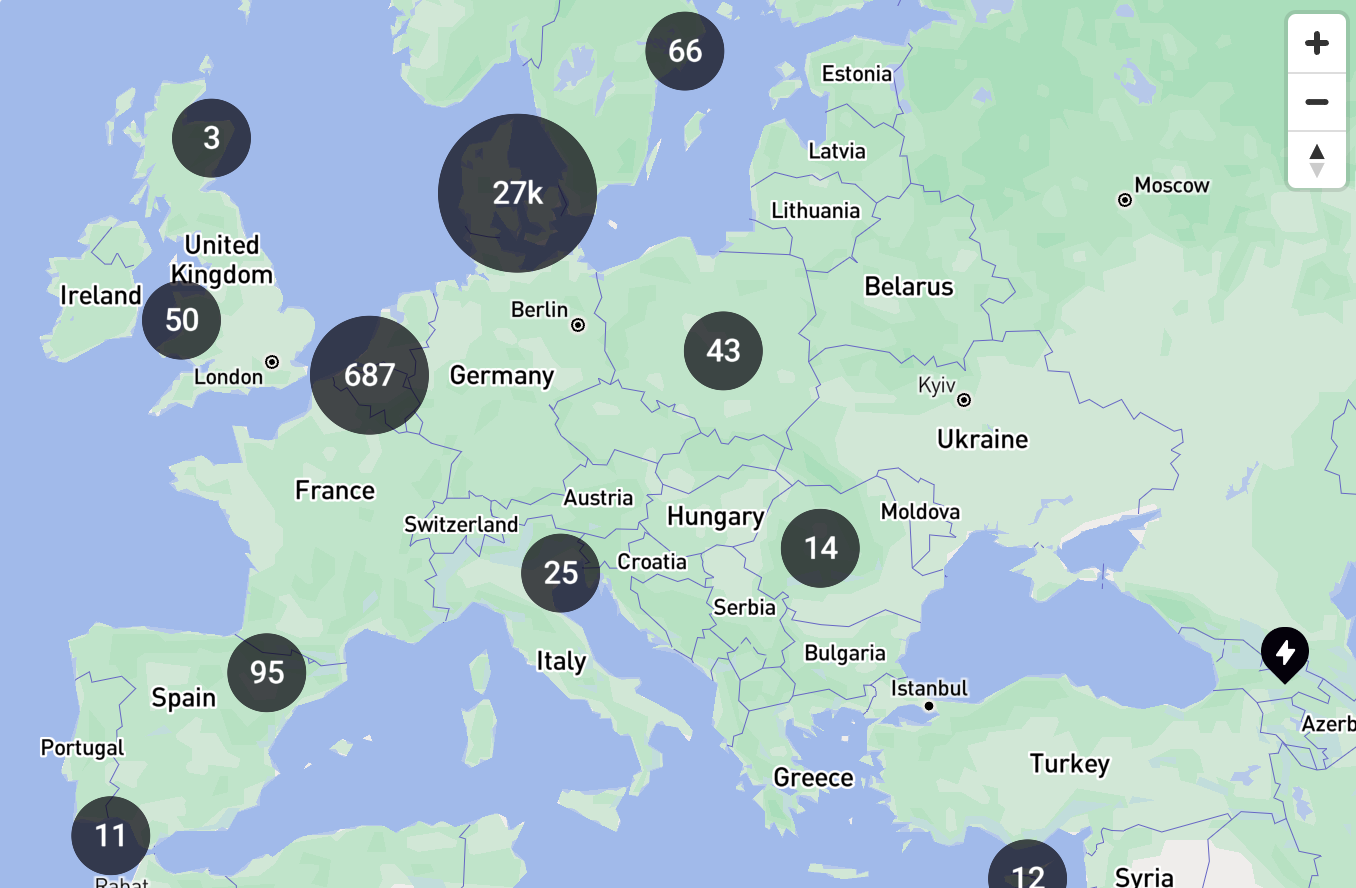 66
Estonia
3
Latvia
27k
Moscow
Lithuania
United
Kingdom
Ireland
Belarus
Berlin
50
43
687
London
Germany
Kyiv
Ukraine
France
Austria
Switzerland
Hungary
Moldova
14
25
Croatia
Serbia
Bulgaria
Italy
95
Spain
Istanbul
Azerb
Portugal
Turkey
Greece
11
12
Syria
Rabat